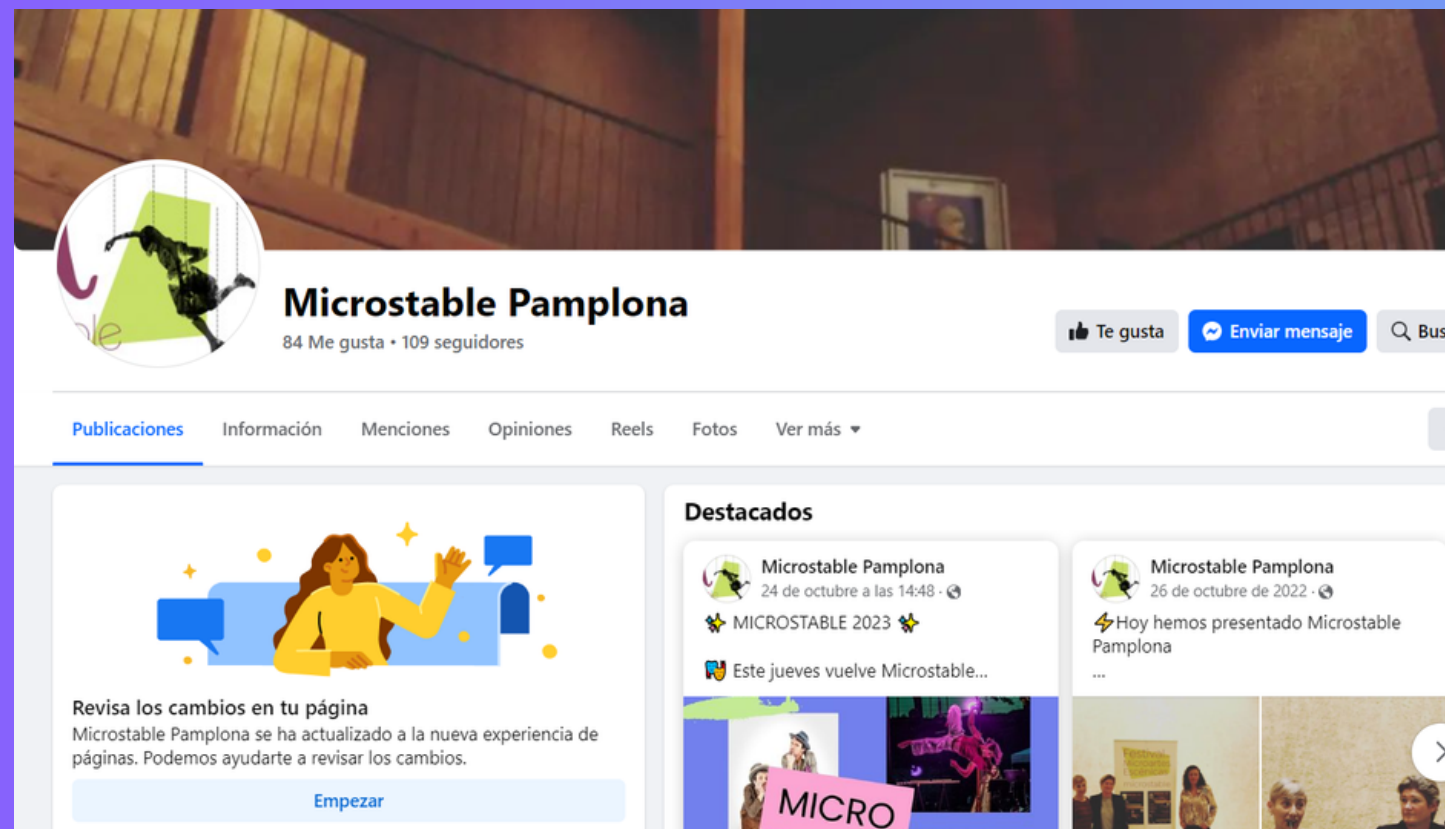 Microstable Pamplona
84 Me gusta • 109 seguidores
Te gusta
Enviar mensaje
Publicaciones
Información
Menciones
Opiniones
Reels
Fotos
Ver más
Revisa los cambios en tu página
Microstable Pamplona se ha actualizado a la nueva experiencia de
páginas. Podemos ayudarte a revisar los cambios.
Empezar
Destacados
Microstable Pamplona
24 de octubre a las 14:48 ·
MICROSTABLE 2023
Este jueves vuelve Microstable...
MICRO
Microstable Pamplona
26 de octubre de 2022 ·
Hoy hemos presentado Microstable
Pamplona
...